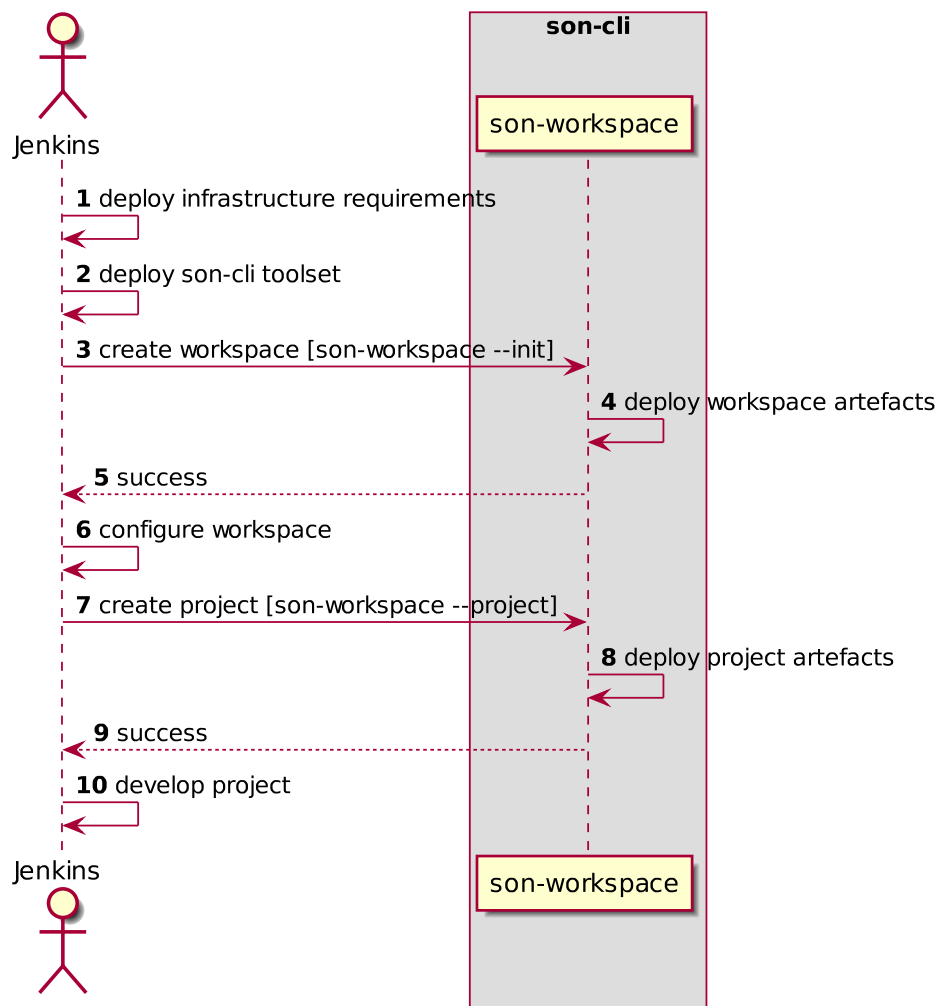 son-cli
Jenkins
son-workspace
1 deploy infrastructure requirements
2 deploy son-cli toolset
3 create workspace [son-workspace --init]
4 deploy workspace artefacts
5 success
6 configure workspace
7 create project [son-workspace --project]
8 deploy project artefacts
9 success
10 develop project
Jenkins
son-workspace